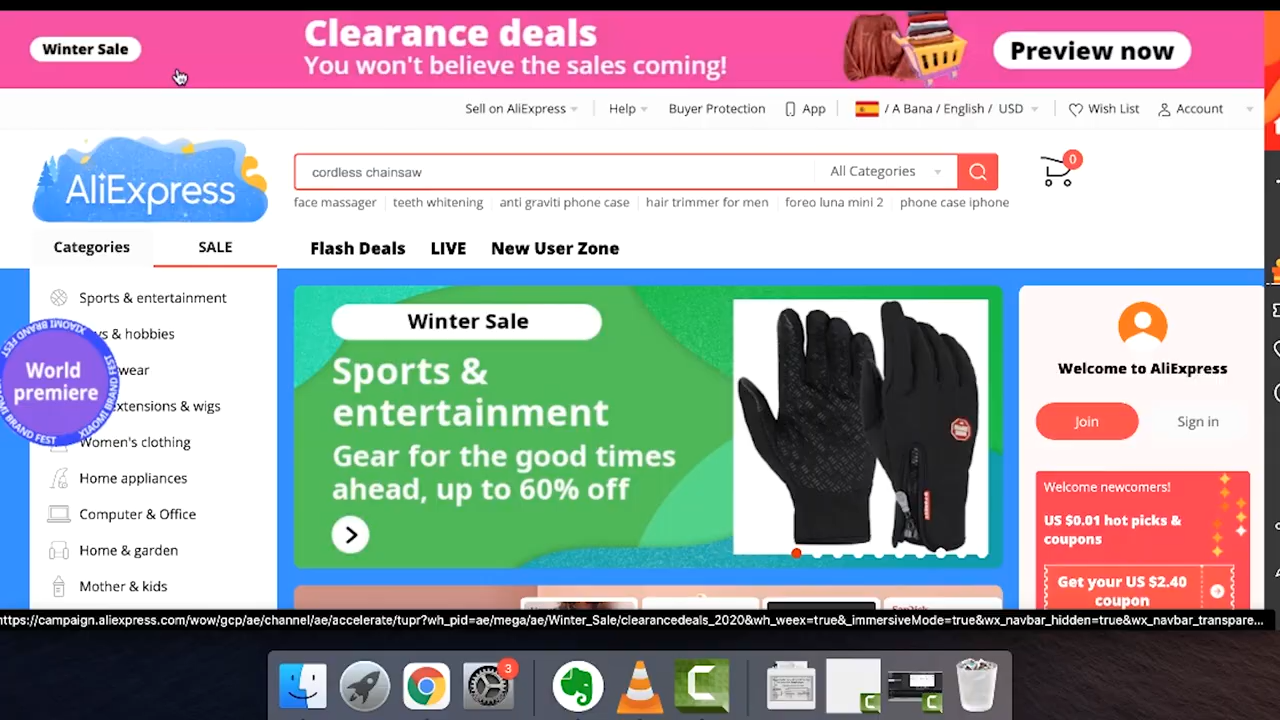 Winter Sale
Clearance deals
You won't believe the sales coming!
Preview now
Sell on AliExpress
Help
Buyer Protection
App
/ A Bana / English / USD
Wish List
Account
AliExpress
cordless chainsaw
All Categories
0
face massager
teeth whitening
anti graviti phone case
hair trimmer for men
foreo luna mini 2
phone case iphone
Categories
SALE
Flash Deals
LIVE
New User Zone
Sports & entertainment
ys & hobbies
wear
extensions & wigs
Women's clothing
Home appliances
Computer & Office
Home & garden
Mother & kids
XIAOMI BRAND FEST
World
premiere
XIAOMI BRAND FEST
Winter Sale
Sports &
entertainment
Gear for the good times
ahead, up to 60% off
Welcome to AliExpress
Join
Sign in
Welcome newcomers!
US $0.01 hot picks &
coupons
Get your US $2.40
coupon
https://campaign.aliexpress.com/wow/gcp/ae/channel/ae/accelerate/tupr?wh_pid=ae/mega/ae/Winter_Sale/clearancedeals_2020&wh_weex=true&_immersiveMode=true&wx_navbar_hidden=true&wx_navbar_transpare...
3